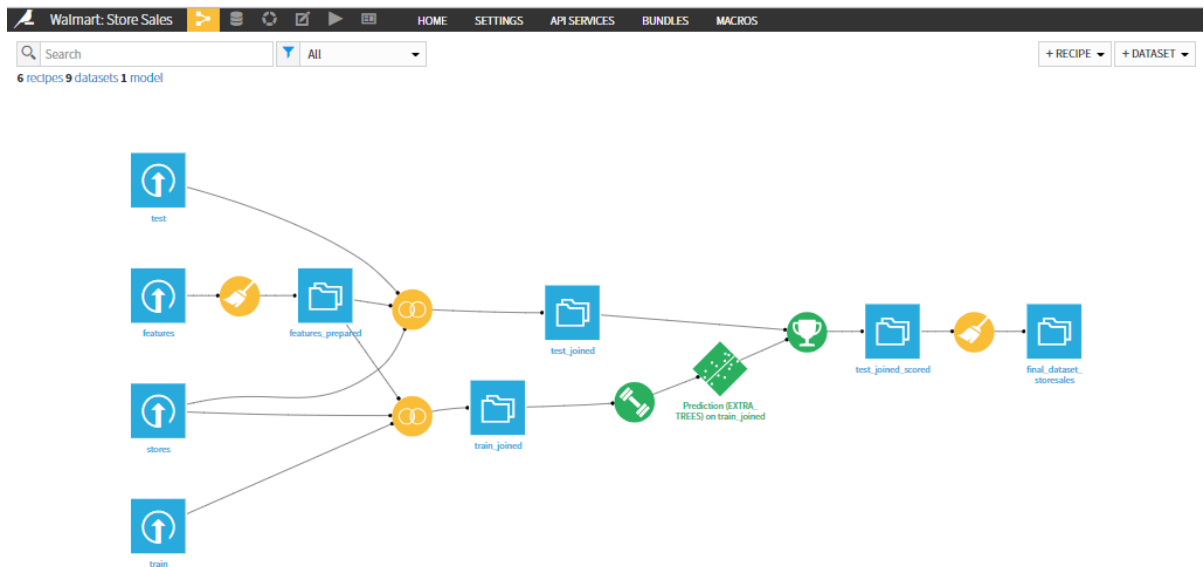 Walmart: Store Sales
HOME
SETTINGS
API SERVICES
BUNDLES
MACROS
Search
All
+ RECIPE
+ DATASET
6 recipes 9 datasets 1 model
test
features
features_prepared
test_joined
test_joined_scored
final_dataset_
storesales
Prediction (EXTRA_
TREES) on train_joined
stores
train_joined
train